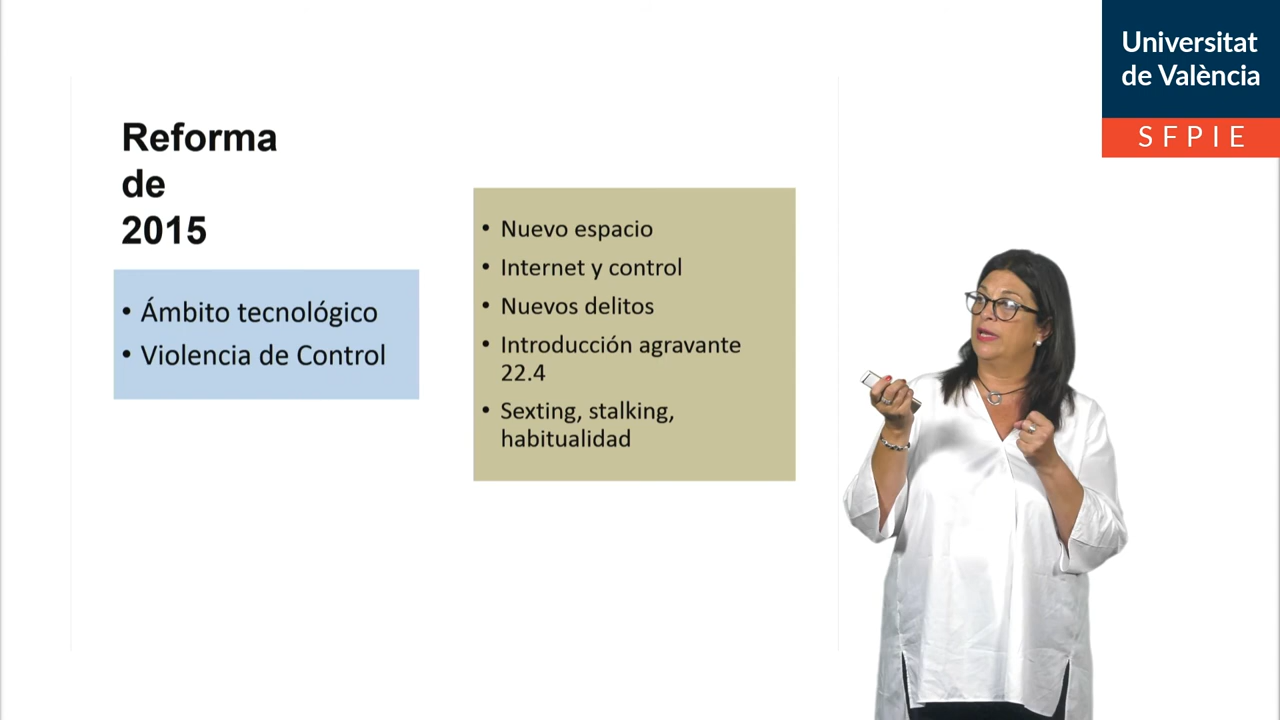 Universitat
de València
SFPIE
Reforma
de
2015
• Ámbito tecnológico
• Violencia de Control
• Nuevo espacio
• Internet y control
• Nuevos delitos
• Introducción agravante
22.4
• Sexting, stalking,
habitualidad